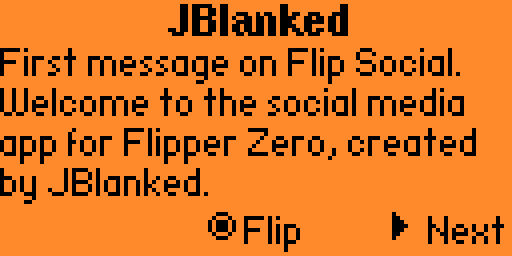 JBlanked
First message on Flip Social.
Welcome to the social media
app for Flipper Zero, created
by JBlanked.
Flip Next